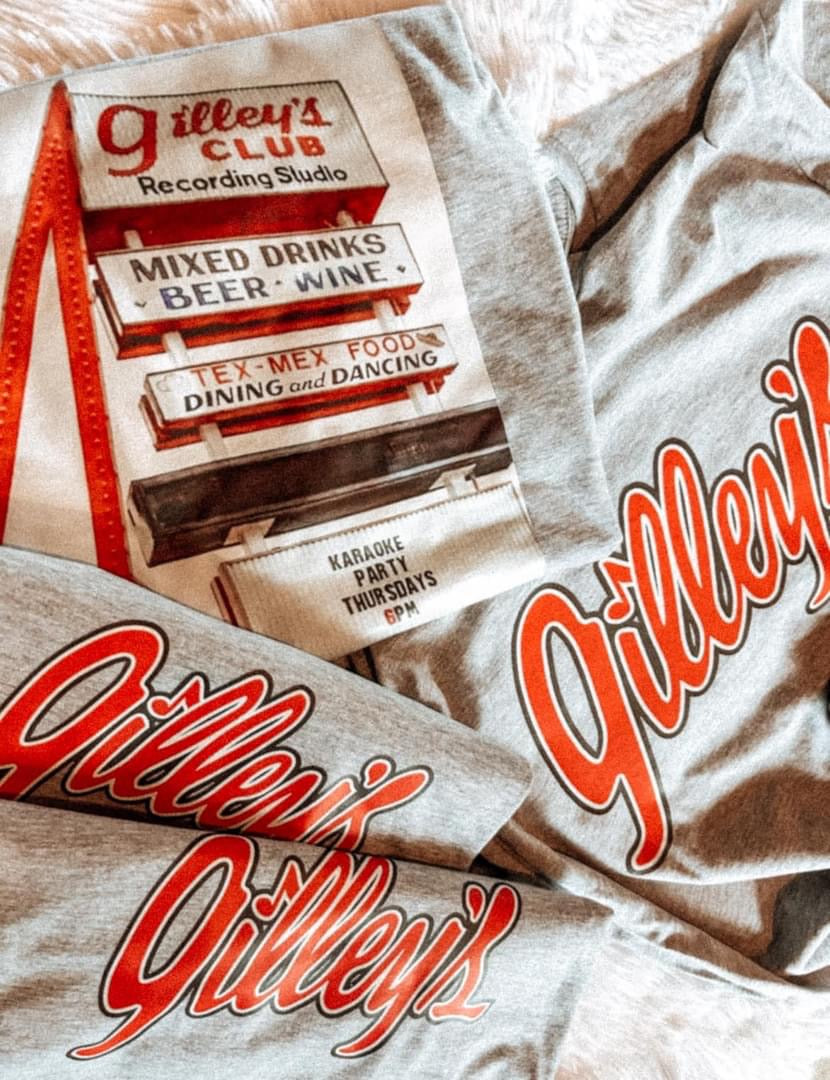 gilley's
CLUB
Recording Studio
MIXED DRINKS
BEER · WINE
TEX-MEX FOOD
DINING and DANCING
KARAOKE
PARTY
THURSDAYS
6PM
Gilley's
Gilley's
Gilley's